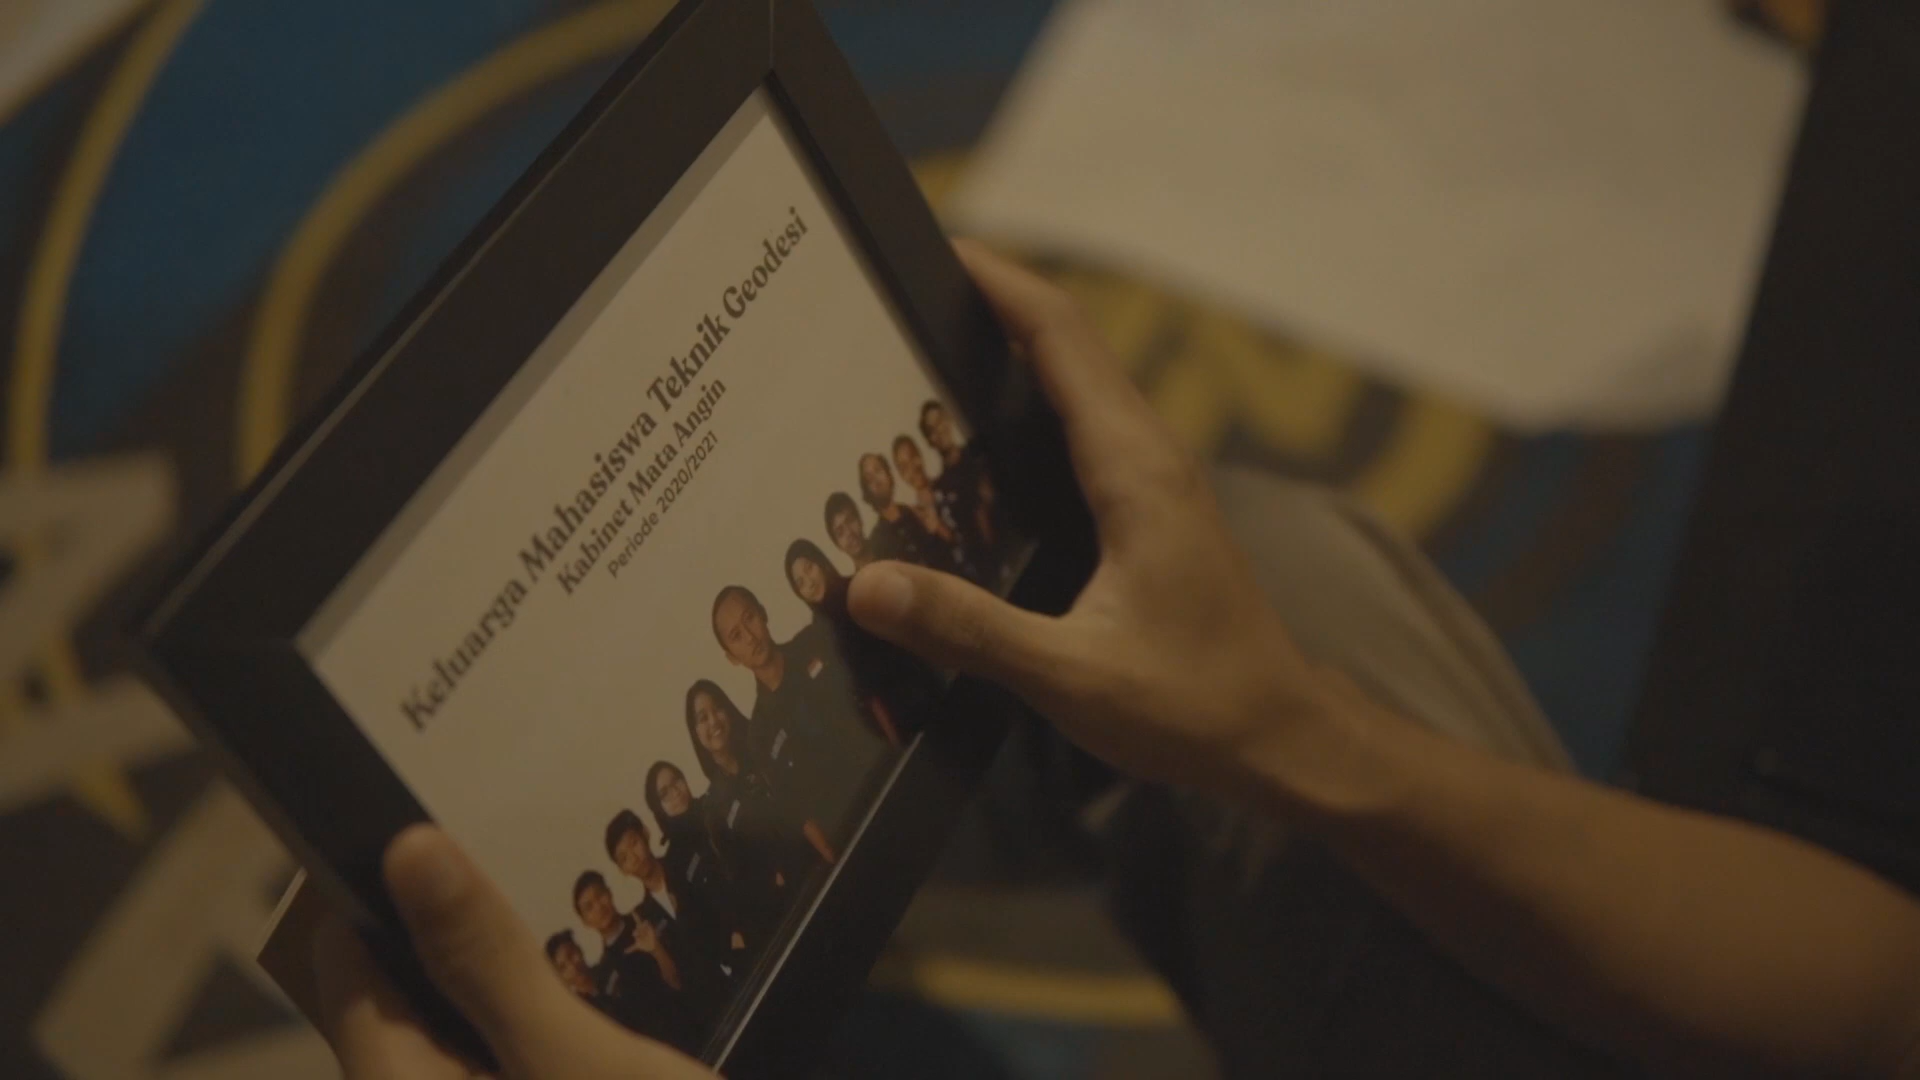 Keluarga Mahasiswa Teknik Geodesi
Kabinet Mata Angin
Periode 2020/2021